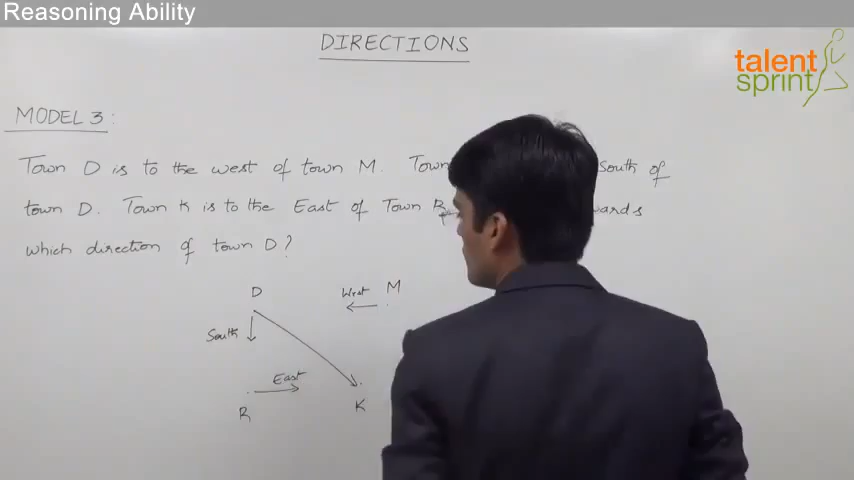 Reasoning Ability
DIRECTIONS
talent
sprint
MODEL 3:
Town D is to the west of town M. Town South of
town D. Town K is to the East of Town R
which direction of town D?
D
West
M
South
East
R
K